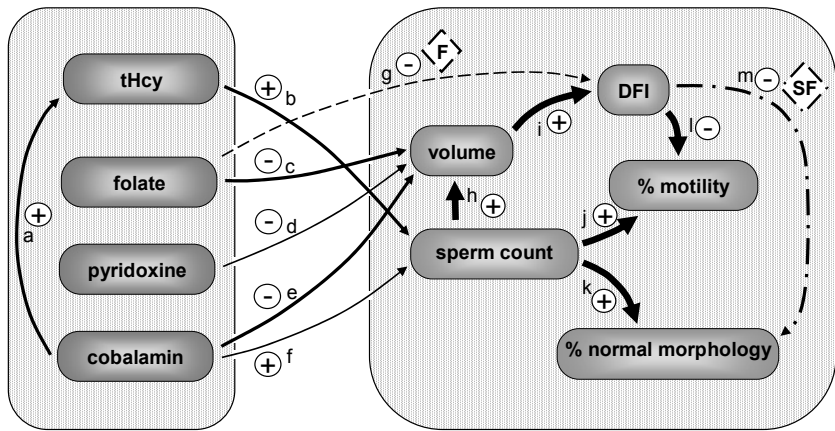 tHcy
folate
pyridoxine
cobalamin
+ a
+ b
- c
- d
- e
+ f
g - F
volume
h +
i +
DFI
sperm count
j +
k +
l -
m - SF
% motility
% normal morphology